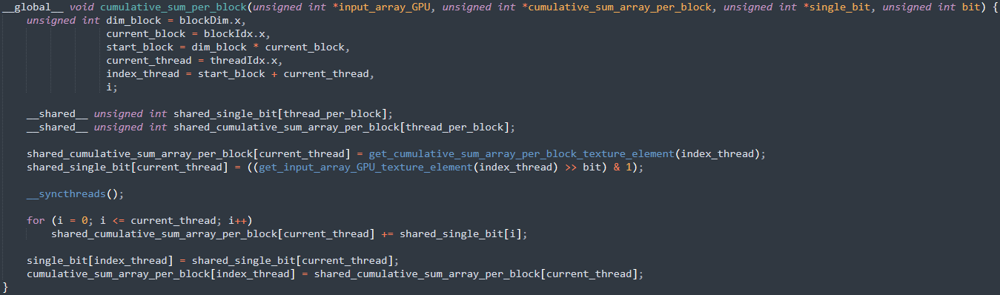 __global__ void cumulative_sum_per_block(unsigned int *input_array_GPU, unsigned int *cumulative_sum_array_per_block, unsigned int *single_bit, unsigned int bit) {
unsigned int dim_block = blockDim.x,
current_block = blockIdx.x,
start_block = dim_block * current_block,
current_thread = threadIdx.x,
index_thread = start_block + current_thread,
i;
__shared__ unsigned int shared_single_bit[thread_per_block];
__shared__ unsigned int shared_cumulative_sum_array_per_block[thread_per_block];
shared_cumulative_sum_array_per_block[current_thread] = get_cumulative_sum_array_per_block_texture_element(index_thread);
shared_single_bit[current_thread] = ((get_input_array_GPU_texture_element(index_thread) >> bit) & 1);
__syncthreads();
for (i = 0; i <= current_thread; i++)
shared_cumulative_sum_array_per_block[current_thread] += shared_single_bit[i];
single_bit[index_thread] = shared_single_bit[current_thread];
cumulative_sum_array_per_block[index_thread] = shared_cumulative_sum_array_per_block[current_thread];
}